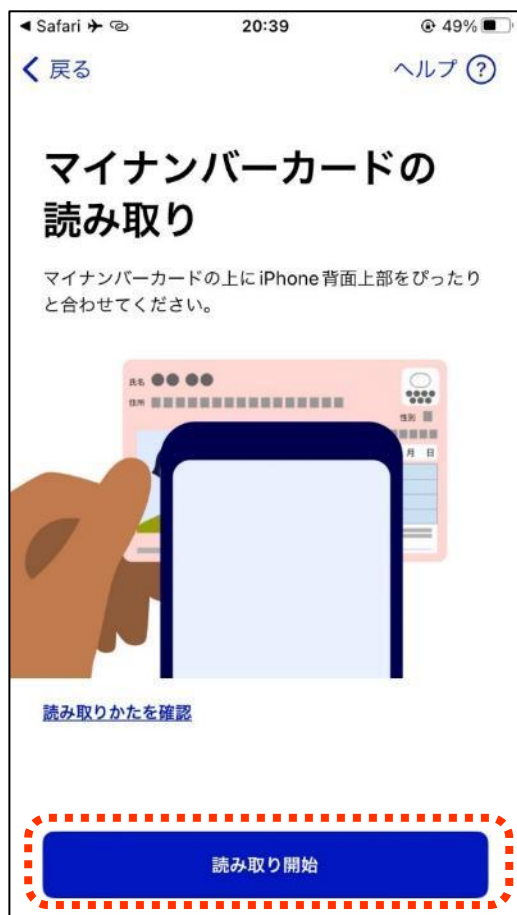 Safari
20:39
49%
戻る
ヘルプ ?
マイナンバーカードの
読み取り
マイナンバーカードの上にiPhone背面上部をぴったり
と合わせてください。
氏名
住所
性別
月 日
読み取りかたを確認
読み取り開始